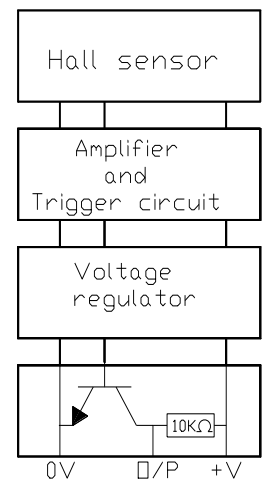 Hall sensor
Amplifier
and
Trigger circuit
Voltage
regulator
10KΩ
0V O/P +V